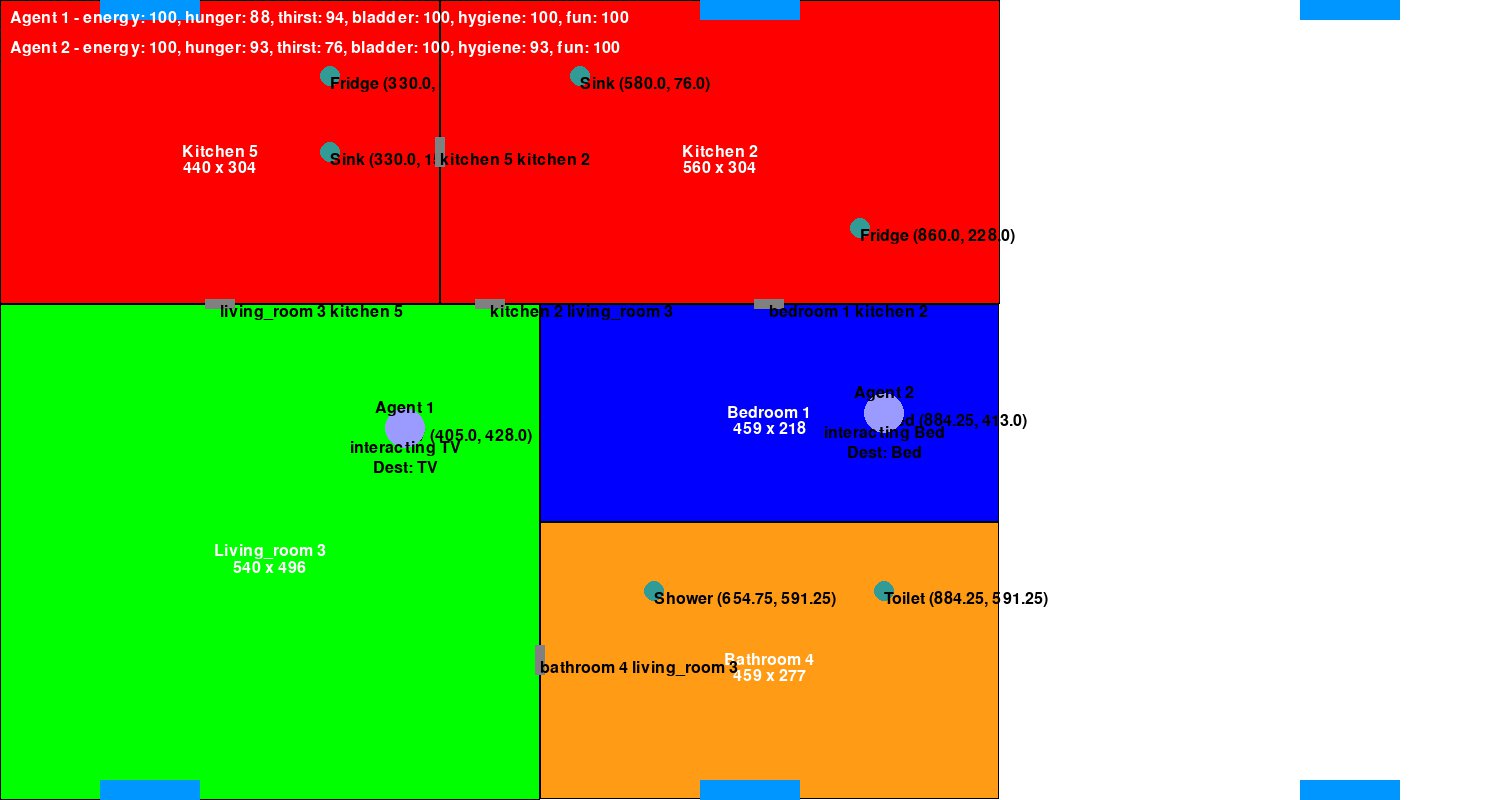 Agent 1 - energy: 100, hunger: 88, thirst: 94, bladder: 100, hygiene: 100, fun: 100
Agent 2 - energy: 100, hunger: 93, thirst: 76, bladder: 100, hygiene: 93, fun: 100
Fridge (330.0,
Sink (580.0, 76.0)
Kitchen 5
440 x 304
Sink (330.0,
kitchen 5 kitchen 2
Kitchen 2
560 x 304
Fridge (860.0, 228.0)
living_room 3 kitchen 5
kitchen 2 living_room 3
bedroom 1 kitchen 2
Agent 1
(405.0, 428.0)
interacting TV
Dest: TV
Bedroom 1
459 x 218
Agent 2
(884.25, 413.0)
interacting Bed
Dest: Bed
Living_room 3
540 x 496
Shower (654.75, 591.25)
Toilet (884.25, 591.25)
Bathroom 4
459 x 277
bathroom 4 living_room 3